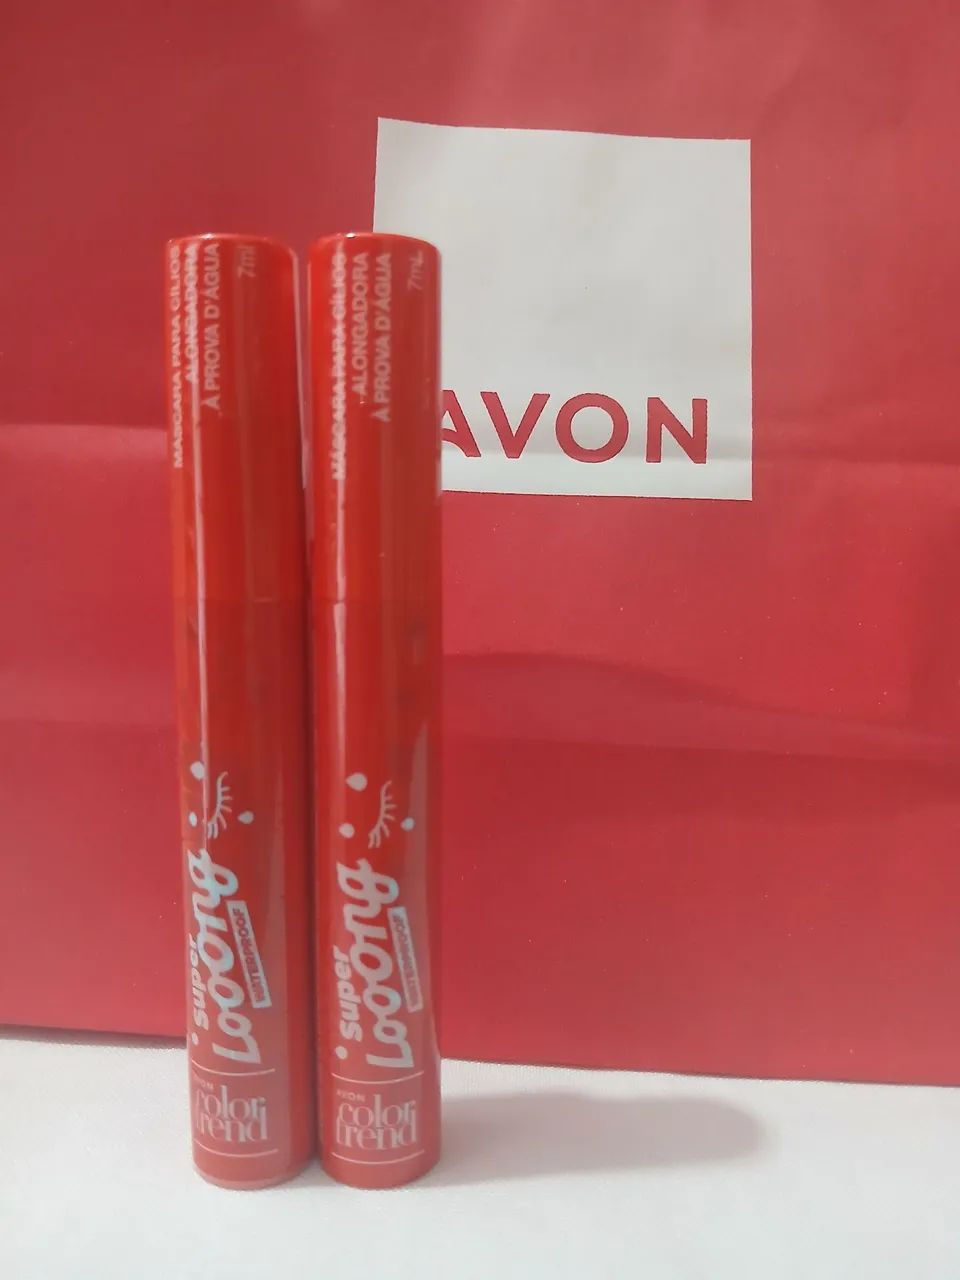 AVON
MÁSCARA PARA CÍLIOS
ALONGADORA
À PROVA D'ÁGUA
7ml
super
Looong
WATERPROOF
AVON
color
trend
MÁSCARA PARA CÍLIOS
ALONGADORA
À PROVA D'ÁGUA
7mL
super
Looong
WATERPROOF
AVON
color
trend